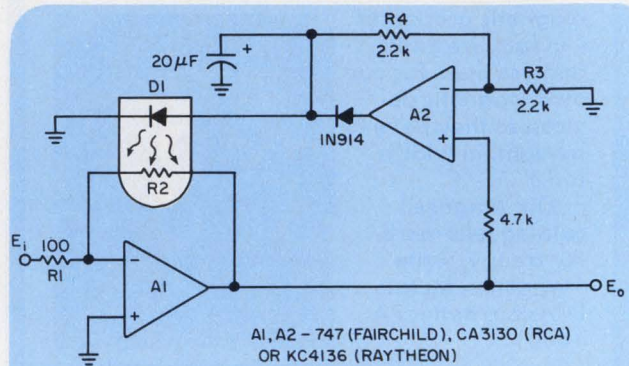 R4
2.2k
20µF
+
R3
2.2k
D1
−
A2
+
1N914
R2
4.7k
Ei
100
R1
−
A1
+
Eo
A1, A2 - 747 (FAIRCHILD), CA3130 (RCA)
OR KC4136 (RAYTHEON)